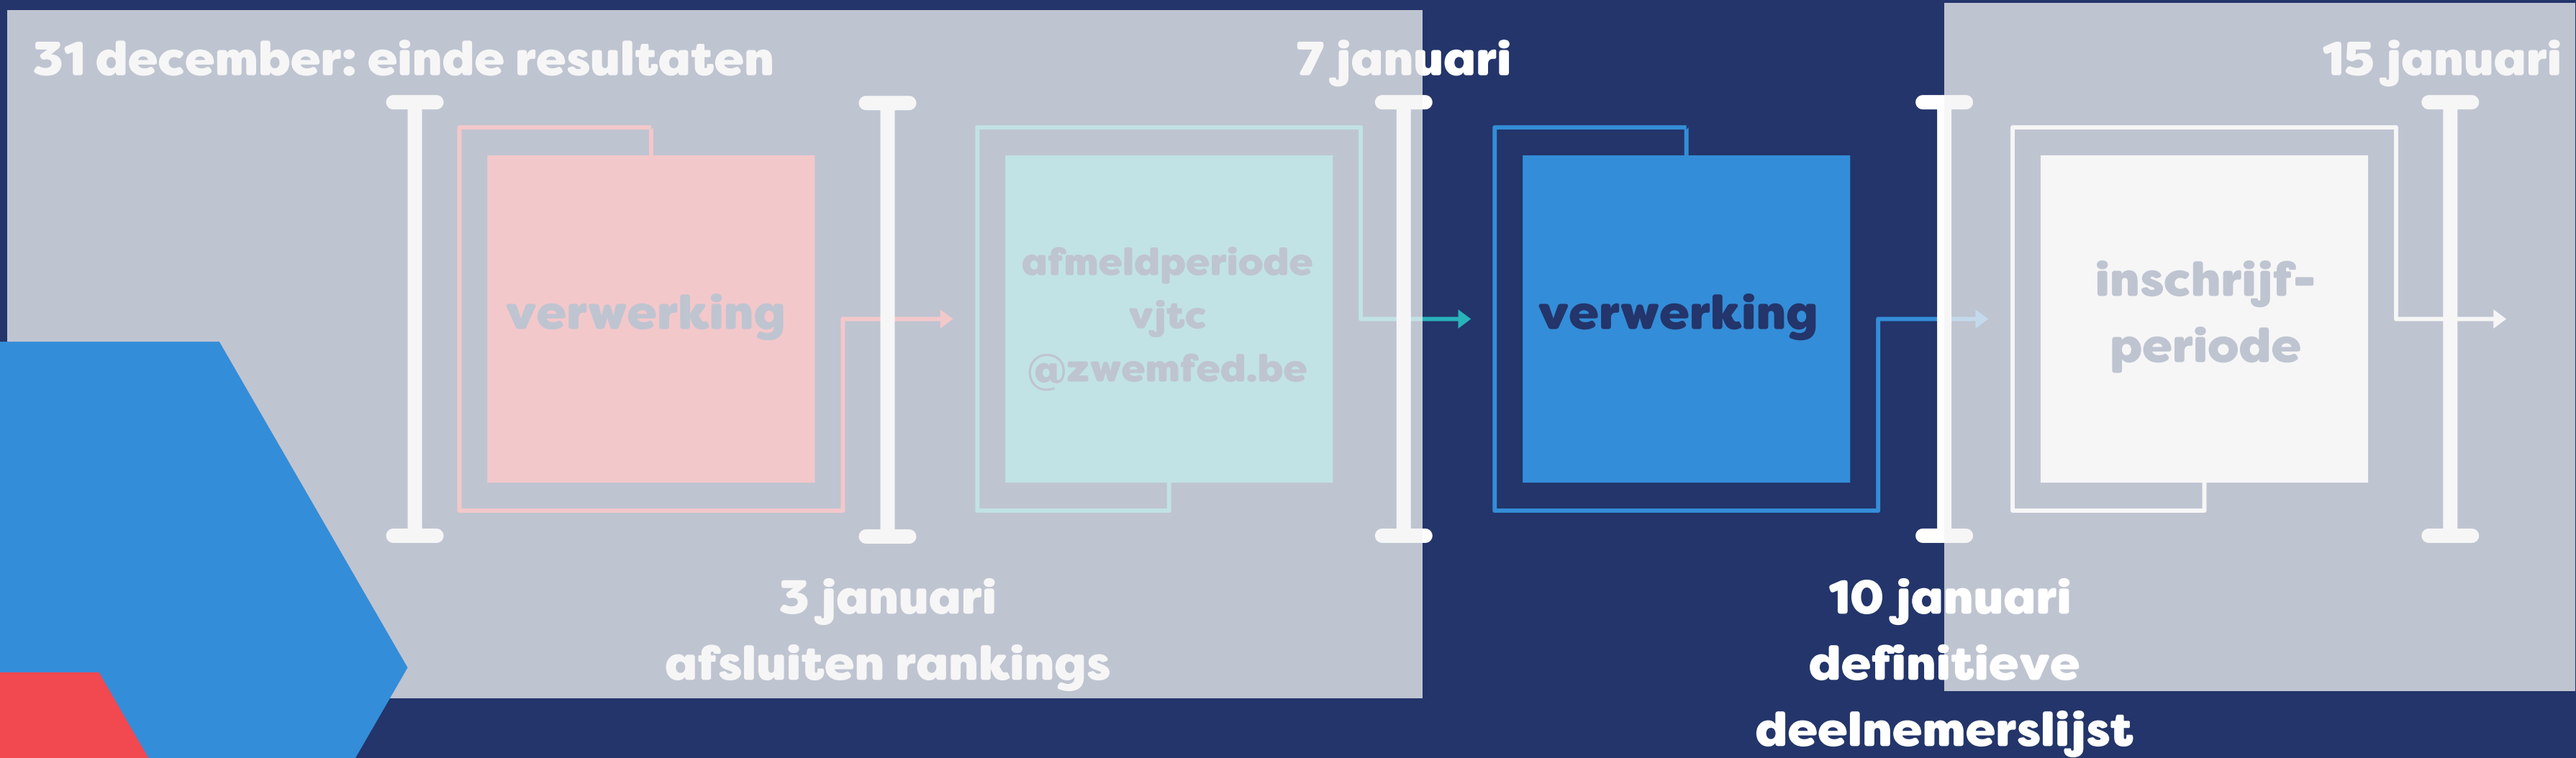 31 december: einde resultaten
7 januari
15 januari
verwerking
afmeldperiode
vjtc
@zwemfed.be
verwerking
inschrijf-
periode
3 januari
afsluiten rankings
10 januari
definitieve
deelnemerslijst